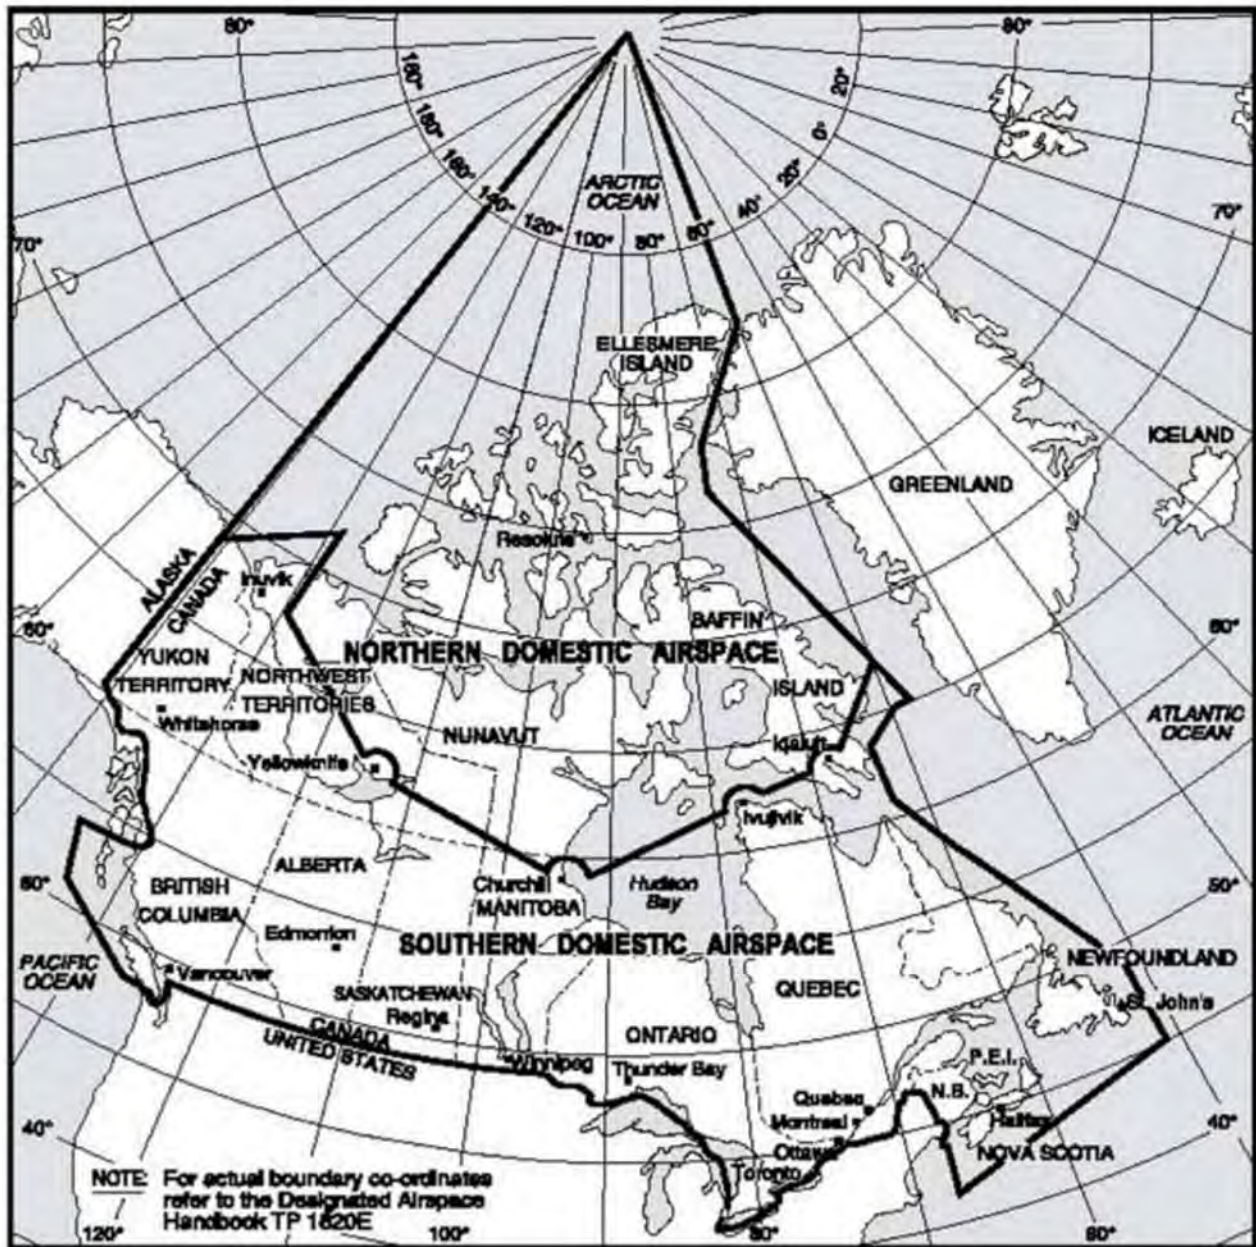 80°
80°
180°
180°
160°
140°
120°
100°
80°
60°
40°
20°
0°
20°
ARCTIC
OCEAN
70°
70°
ELLESMERE
ISLAND
ICELAND
GREENLAND
Resolute
ALASKA
CANADA
Inuvik
BAFFIN
60°
60°
YUKON
TERRITORY
NORTHERN DOMESTIC AIRSPACE
NORTHWEST
TERRITORIES
ISLAND
Whitehorse
NUNAVUT
Iqaluit
ATLANTIC
OCEAN
Yellowknife
Ivujivik
ALBERTA
50°
BRITISH
COLUMBIA
Churchill
MANITOBA
Hudson
Bay
50°
Edmonton
SOUTHERN DOMESTIC AIRSPACE
PACIFIC
OCEAN
Vancouver
NEWFOUNDLAND
SASKATCHEWAN
QUEBEC
St. John's
Regina
CANADA
UNITED STATES
ONTARIO
Winnipeg
Thunder Bay
P.E.I.
N.B.
Quebec
Montreal
Halifax
Ottawa
Toronto
NOVA SCOTIA
40°
40°
NOTE: For actual boundary co-ordinates
refer to the Designated Airspace
Handbook TP 1820E
120°
100°
80°
60°